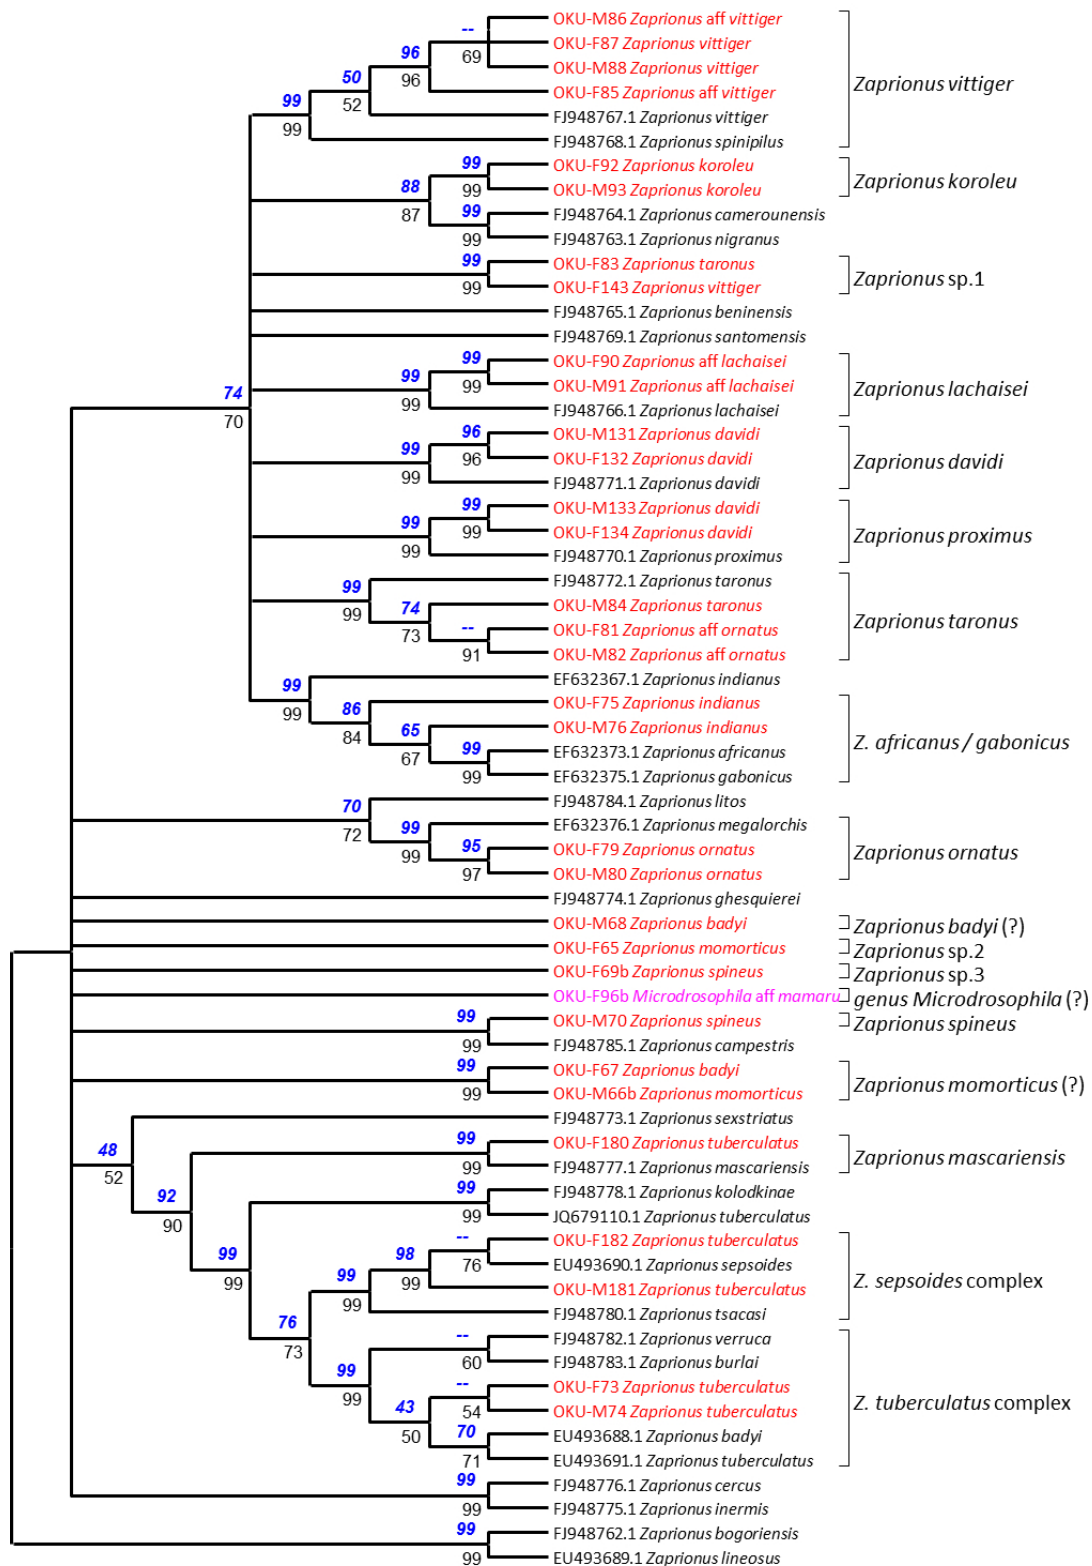 OKU-M86 Zaprionus aff vittiger
--
OKU-F87 Zaprionus vittiger
96
69
OKU-M88 Zaprionus vittiger
Zaprionus vittiger
50
96
OKU-F85 Zaprionus aff vittiger
99
52
FJ948767.1 Zaprionus vittiger
99
FJ948768.1 Zaprionus spinipilus
99
OKU-F92 Zaprionus koroleu
88
99
OKU-M93 Zaprionus koroleu
Zaprionus koroleu
87
99
FJ948764.1 Zaprionus camerounensis
99
FJ948763.1 Zaprionus nigranus
99
OKU-F83 Zaprionus taronus
99
OKU-F143 Zaprionus vittiger
Zaprionus sp.1
FJ948765.1 Zaprionus beninensis
FJ948769.1 Zaprionus santomensis
99
OKU-F90 Zaprionus aff lachaisei
99
99
OKU-M91 Zaprionus aff lachaisei
Zaprionus lachaisei
74
99
FJ948766.1 Zaprionus lachaisei
70
96
OKU-M131 Zaprionus davidi
99
96
OKU-F132 Zaprionus davidi
Zaprionus davidi
99
FJ948771.1 Zaprionus davidi
99
OKU-M133 Zaprionus davidi
99
99
OKU-F134 Zaprionus davidi
Zaprionus proximus
99
FJ948770.1 Zaprionus proximus
99
FJ948772.1 Zaprionus taronus
99
74
OKU-M84 Zaprionus taronus
73
--
OKU-F81 Zaprionus aff ornatus
Zaprionus taronus
91
OKU-M82 Zaprionus aff ornatus
99
EF632367.1 Zaprionus indianus
99
86
OKU-F75 Zaprionus indianus
84
65
OKU-M76 Zaprionus indianus
Z. africanus / gabonicus
67
99
EF632373.1 Zaprionus africanus
99
EF632375.1 Zaprionus gabonicus
70
FJ948784.1 Zaprionus litos
72
99
EF632376.1 Zaprionus megalorchis
99
95
OKU-F79 Zaprionus ornatus
Zaprionus ornatus
97
OKU-M80 Zaprionus ornatus
FJ948774.1 Zaprionus ghesquierei
OKU-M68 Zaprionus badyi
Zaprionus badyi (?)
OKU-F65 Zaprionus momorticus
Zaprionus sp.2
OKU-F69b Zaprionus spineus
Zaprionus sp.3
OKU-F96b Microdrosophila aff mamaru
genus Microdrosophila (?)
99
OKU-M70 Zaprionus spineus
Zaprionus spineus
99
FJ948785.1 Zaprionus campestris
99
OKU-F67 Zaprionus badyi
99
OKU-M66b Zaprionus momorticus
Zaprionus momorticus (?)
FJ948773.1 Zaprionus sexstriatus
48
99
OKU-F180 Zaprionus tuberculatus
52
99
FJ948777.1 Zaprionus mascariensis
Zaprionus mascariensis
92
99
FJ948778.1 Zaprionus kolodkinae
90
99
JQ679110.1 Zaprionus tuberculatus
99
--
OKU-F182 Zaprionus tuberculatus
99
98
76
EU493690.1 Zaprionus sepsoides
Z. sepsoides complex
99
99
OKU-M181 Zaprionus tuberculatus
99
FJ948780.1 Zaprionus tsacasi
76
--
FJ948782.1 Zaprionus verruca
73
60
FJ948783.1 Zaprionus burlai
99
--
OKU-F73 Zaprionus tuberculatus
Z. tuberculatus complex
99
43
54
OKU-M74 Zaprionus tuberculatus
50
70
EU493688.1 Zaprionus badyi
71
EU493691.1 Zaprionus tuberculatus
99
FJ948776.1 Zaprionus cercus
99
FJ948775.1 Zaprionus inermis
99
FJ948762.1 Zaprionus bogoriensis
99
EU493689.1 Zaprionus lineosus